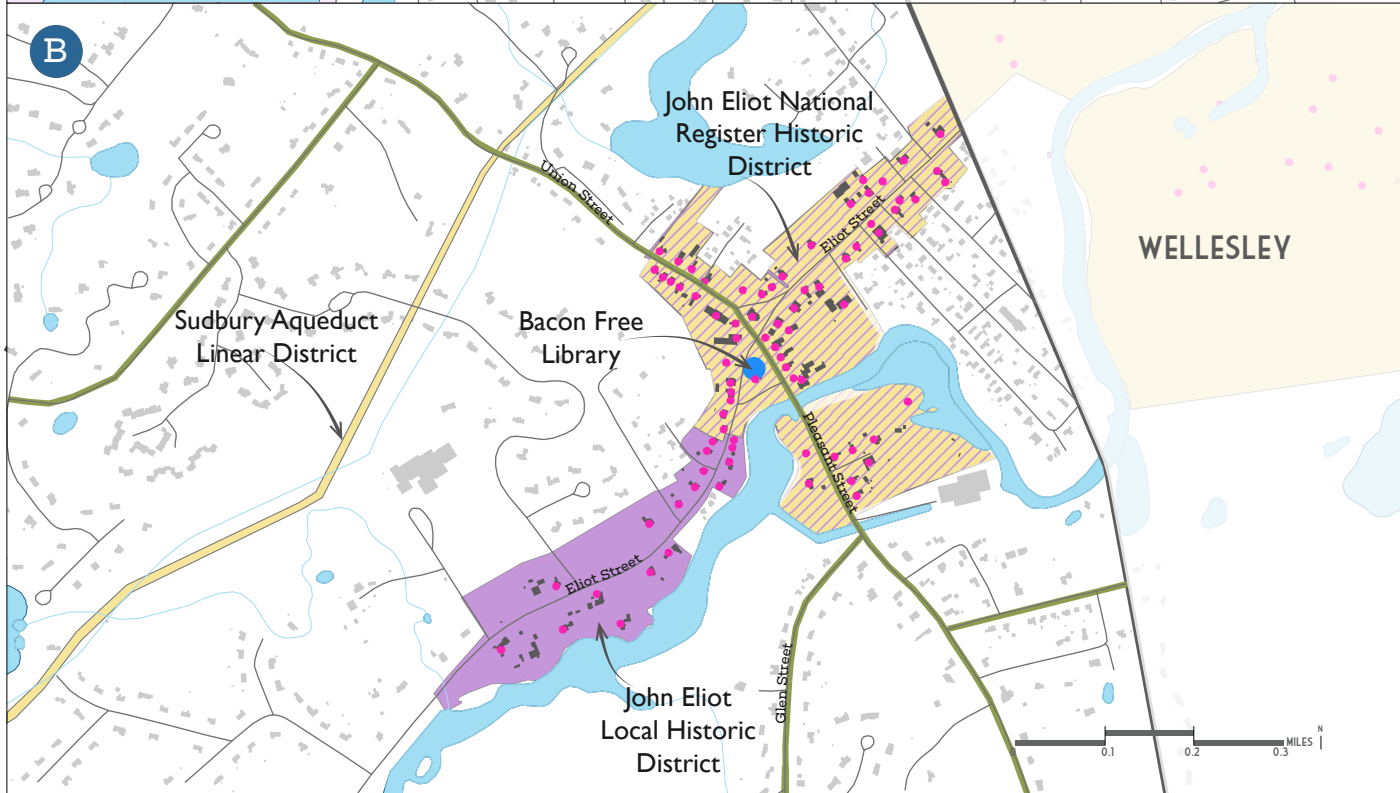 B
John Eliot National
Register Historic
District
Union Street
Eliot Street
WELLESLEY
Sudbury Aqueduct
Linear District
Bacon Free
Library
Pleasant Street
Eliot Street
John Eliot
Local Historic
District
Glen Street
N
MILES
0 0.1 0.2 0.3